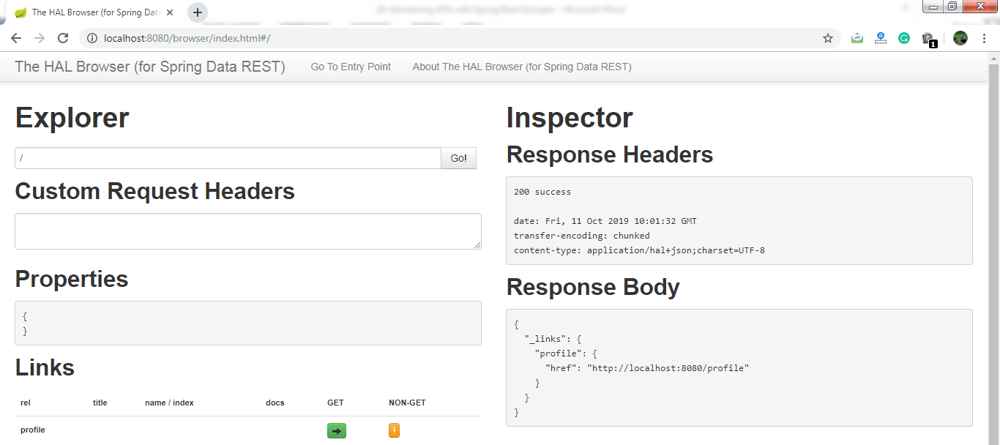 The HAL Browser (for Spring Data
localhost:8080/browser/index.html#/
1
The HAL Browser (for Spring Data REST) Go To Entry Point About The HAL Browser (for Spring Data REST)
Explorer
/ Go!
Custom Request Headers
Properties
{
}
Links
rel title name / index docs GET NON-GET
profile !
Inspector
Response Headers
200 success
date: Fri, 11 Oct 2019 10:01:32 GMT
transfer-encoding: chunked
content-type: application/hal+json;charset=UTF-8
Response Body
{
"_links": {
"profile": {
"href": "http://localhost:8080/profile"
}
}
}